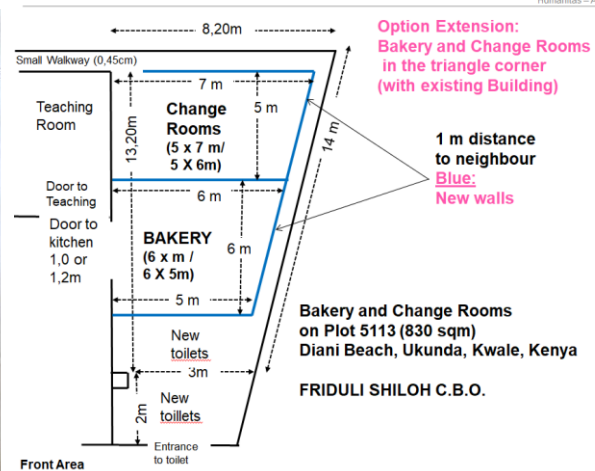 Humanitas – A
8,20m
Small Walkway (0,45cm)
Option Extension:
Bakery and Change Rooms
in the triangle corner
(with existing Building)
7 m
Teaching
Room
Change
Rooms
(5 x 7 m/
5 X 6m)
5 m
13,20m
14 m
1 m distance
to neighbour
Blue:
New walls
Door to
Teaching
6 m
Door to
kitchen
1,0 or
1,2m
BAKERY
(6 x m /
6 X 5m)
6 m
5 m
Bakery and Change Rooms
on Plot 5113 (830 sqm)
Diani Beach, Ukunda, Kwale, Kenya
FRIDULI SHILOH C.B.O.
New
toilets
3m
2m
New
toillets
Entrance
to toilet
Front Area